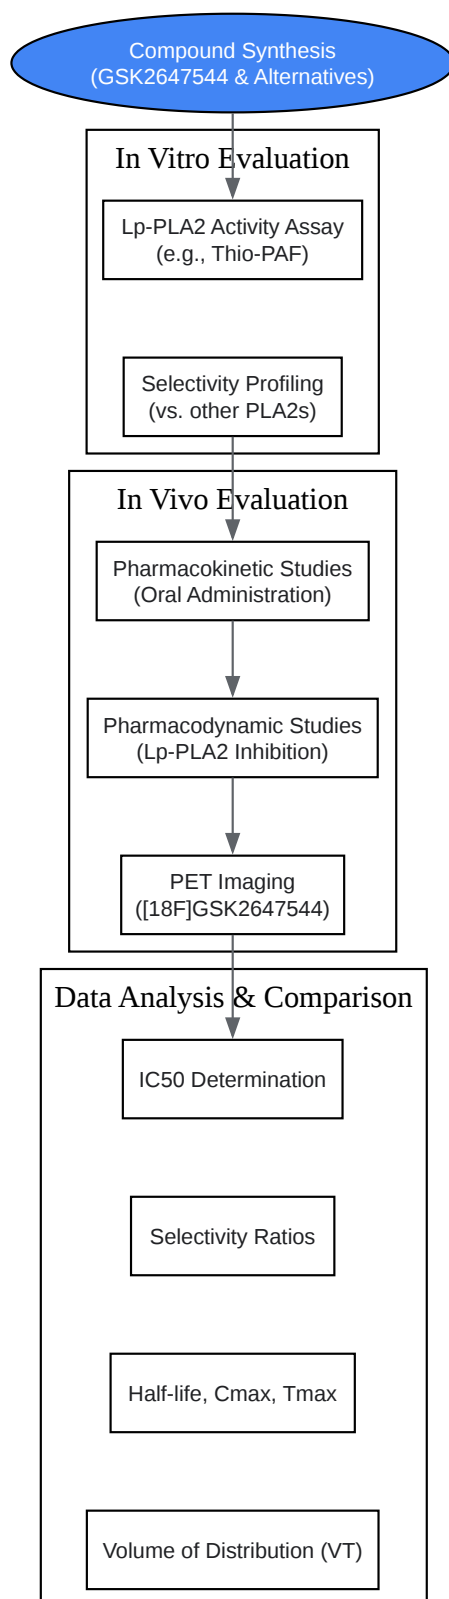 Compound Synthesis
(GSK2647544 & Alternatives)
In Vitro Evaluation
Lp-PLA2 Activity Assay
(e.g., Thio-PAF)
Selectivity Profiling
(vs. other PLA2s)
In Vivo Evaluation
Pharmacokinetic Studies
(Oral Administration)
Pharmacodynamic Studies
(Lp-PLA2 Inhibition)
PET Imaging
([18F]GSK2647544)
Data Analysis & Comparison
IC50 Determination
Selectivity Ratios
Half-life, Cmax, Tmax
Volume of Distribution (VT)